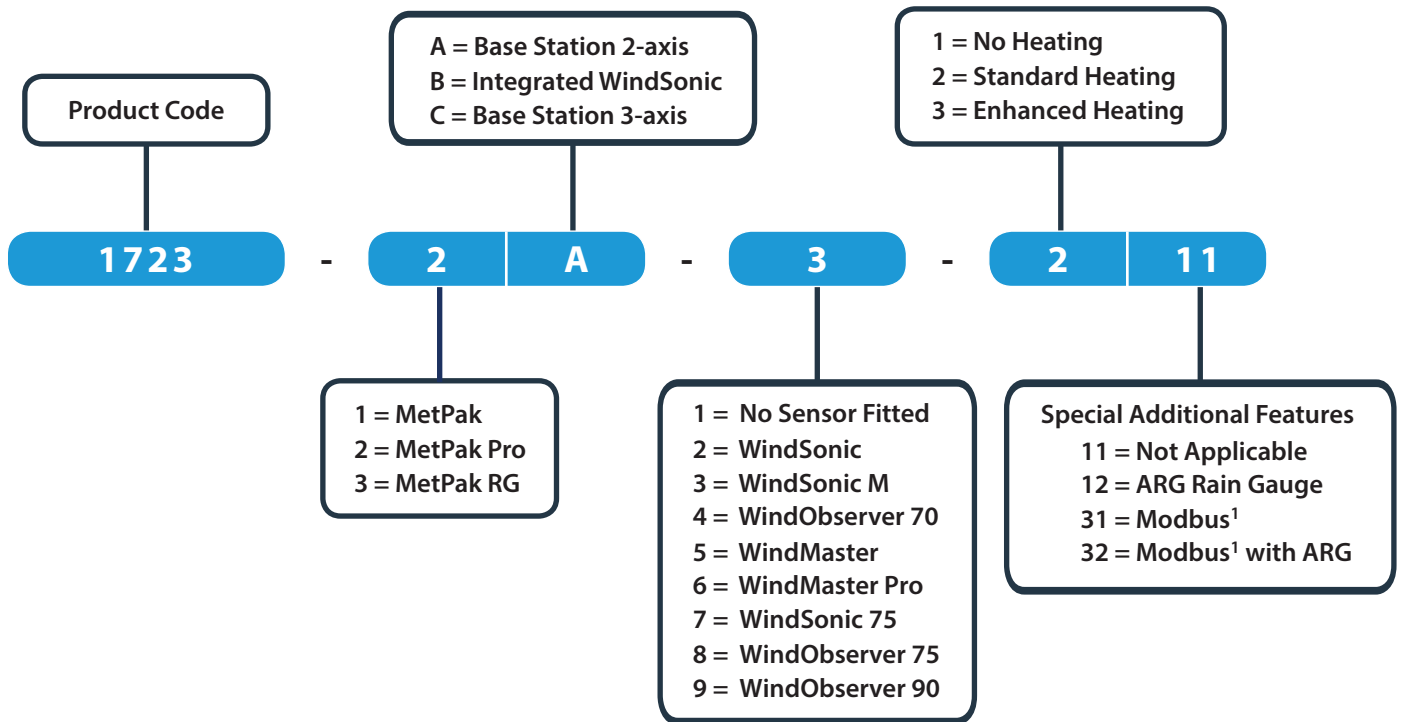 A = Base Station 2-axis
B = Integrated WindSonic
C = Base Station 3-axis
1 = No Heating
2 = Standard Heating
3 = Enhanced Heating
Product Code
1723 - 2 A - 3 - 2 11
1 = MetPak
2 = MetPak Pro
3 = MetPak RG
1 = No Sensor Fitted
2 = WindSonic
3 = WindSonic M
4 = WindObserver 70
5 = WindMaster
6 = WindMaster Pro
7 = WindSonic 75
8 = WindObserver 75
9 = WindObserver 90
Special Additional Features
11 = Not Applicable
12 = ARG Rain Gauge
31 = Modbus¹
32 = Modbus¹ with ARG